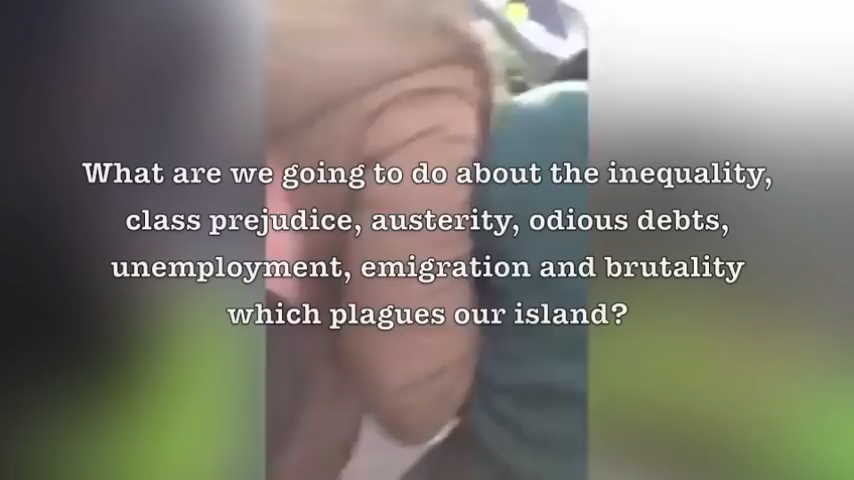 What are we going to do about the inequality,
class prejudice, austerity, odious debts,
unemployment, emigration and brutality
which plagues our island?